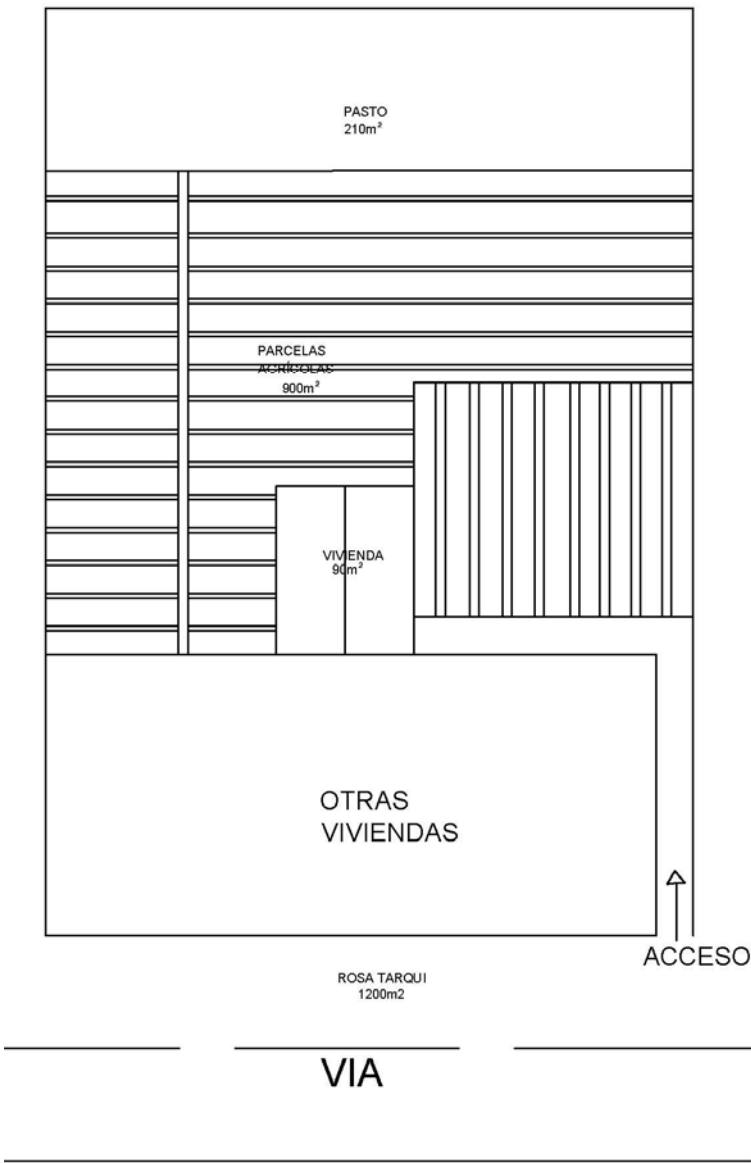 PASTO
210m²
PARCELAS
AGRÍCOLAS
900m²
VIVIENDA
90m²
OTRAS
VIVIENDAS
ACCESO
ROSA TARQUI
1200m2
VIA